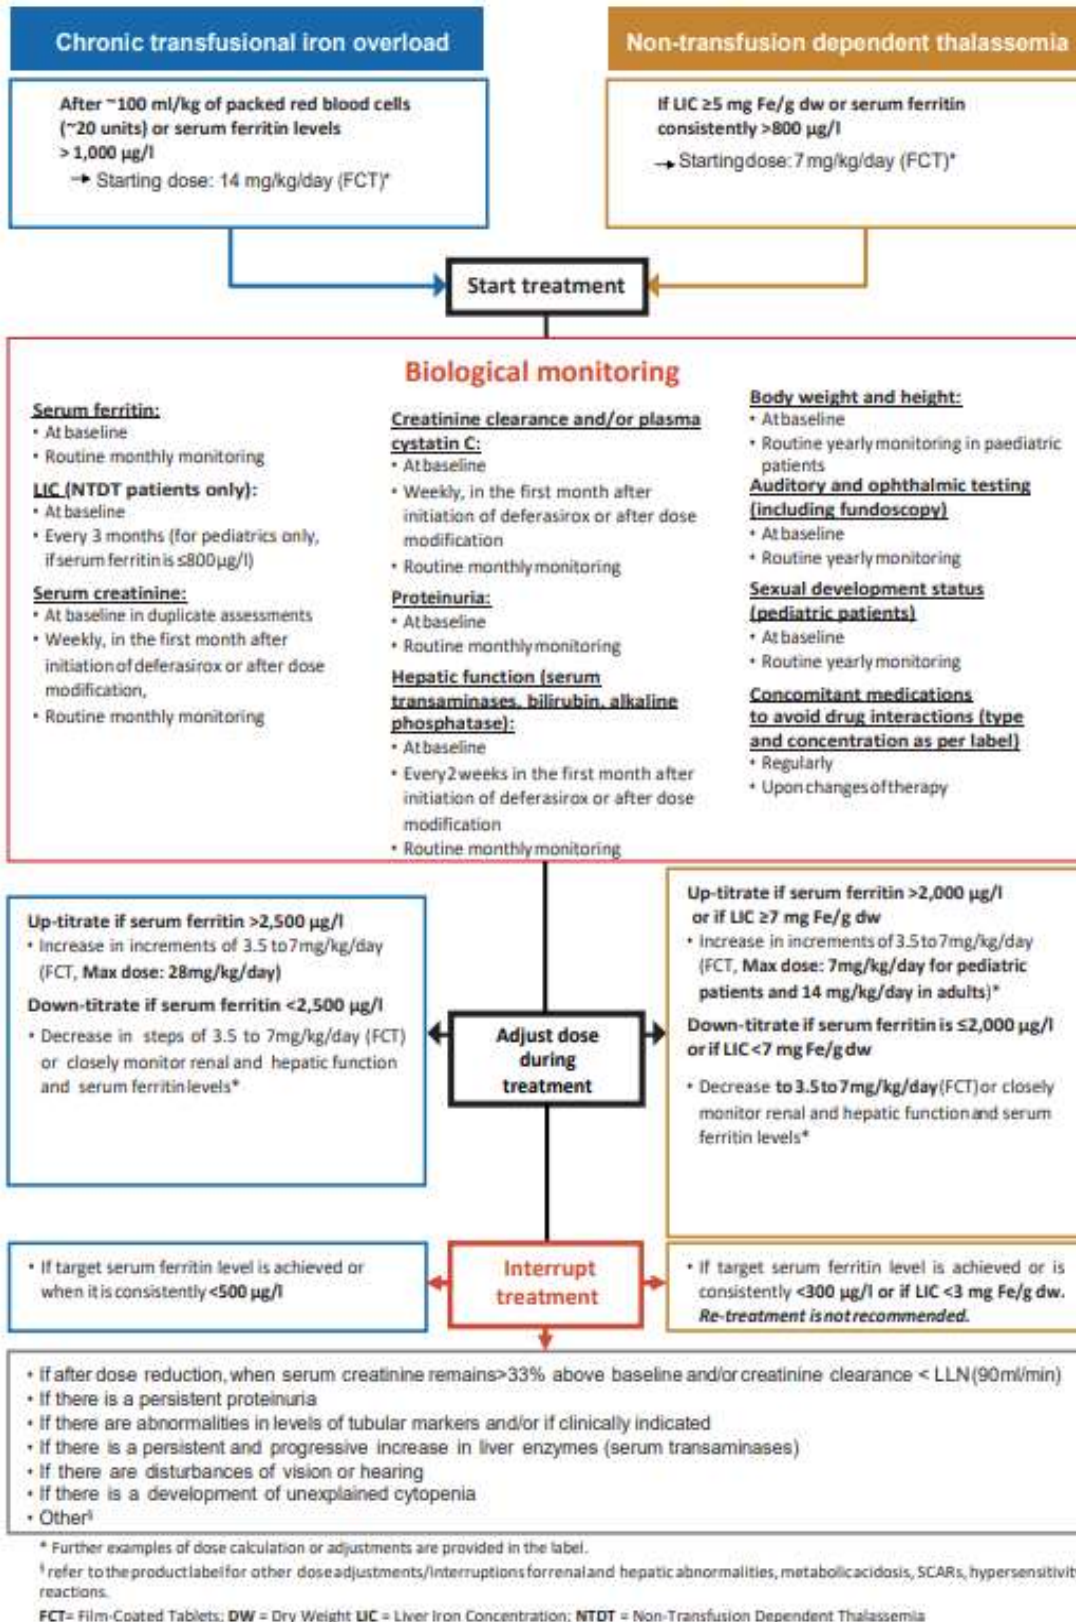 Chronic transfusional iron overload
After ~100 ml/kg of packed red blood cells
(~20 units) or serum ferritin levels
> 1,000 µg/l
→ Starting dose: 14 mg/kg/day (FCT)*
Non-transfusion dependent thalassemia
If LIC ≥5 mg Fe/g dw or serum ferritin
consistently >800 µg/l
→ Starting dose: 7 mg/kg/day (FCT)*
Start treatment
Biological monitoring
Serum ferritin:
• At baseline
• Routine monthly monitoring
LIC (NTDT patients only):
• At baseline
• Every 3 months (for pediatrics only,
if serum ferritin is ≤800 µg/l)
Serum creatinine:
• At baseline in duplicate assessments
• Weekly, in the first month after
initiation of deferasirox or after dose
modification,
• Routine monthly monitoring
Creatinine clearance and/or plasma
cystatin C:
• At baseline
• Weekly, in the first month after
initiation of deferasirox or after dose
modification
• Routine monthly monitoring
Proteinuria:
• At baseline
• Routine monthly monitoring
Hepatic function (serum
transaminases, bilirubin, alkaline
phosphatase):
• At baseline
• Every 2 weeks in the first month after
initiation of deferasirox or after dose
modification
• Routine monthly monitoring
Body weight and height:
• At baseline
• Routine yearly monitoring in paediatric
patients
Auditory and ophthalmic testing
(including fundoscopy)
• At baseline
• Routine yearly monitoring
Sexual development status
(pediatric patients)
• At baseline
• Routine yearly monitoring
Concomitant medications
to avoid drug interactions (type
and concentration as per label)
• Regularly
• Upon changes of therapy
Up-titrate if serum ferritin >2,500 µg/l
• Increase in increments of 3.5 to 7mg/kg/day
(FCT, Max dose: 28mg/kg/day)
Down-titrate if serum ferritin <2,500 µg/l
• Decrease in steps of 3.5 to 7mg/kg/day (FCT)
or closely monitor renal and hepatic function
and serum ferritin levels*
Adjust dose
during
treatment
Up-titrate if serum ferritin >2,000 µg/l
or if LIC ≥7 mg Fe/g dw
• Increase in increments of 3.5 to 7mg/kg/day
(FCT, Max dose: 7mg/kg/day for pediatric
patients and 14 mg/kg/day in adults)*
Down-titrate if serum ferritin is ≤2,000 µg/l
or if LIC <7 mg Fe/g dw
• Decrease to 3.5 to 7mg/kg/day (FCT) or closely
monitor renal and hepatic function and serum
ferritin levels*
• If target serum ferritin level is achieved or
when it is consistently <500 µg/l
Interrupt
treatment
• If target serum ferritin level is achieved or is
consistently <300 µg/l or if LIC <3 mg Fe/g dw.
Re-treatment is not recommended.
• If after dose reduction, when serum creatinine remains>33% above baseline and/or creatinine clearance < LLN (90ml/min)
• If there is a persistent proteinuria
• If there are abnormalities in levels of tubular markers and/or if clinically indicated
• If there is a persistent and progressive increase in liver enzymes (serum transaminases)
• If there are disturbances of vision or hearing
• If there is a development of unexplained cytopenia
• Other§
* Further examples of dose calculation or adjustments are provided in the label.
§ refer to the product label for other dose adjustments/interruptions for renal and hepatic abnormalities, metabolic acidosis, SCARs, hypersensitivity
reactions.
FCT= Film-Coated Tablets; DW = Dry Weight LIC = Liver Iron Concentration; NTDT = Non-Transfusion Dependent Thalassemia